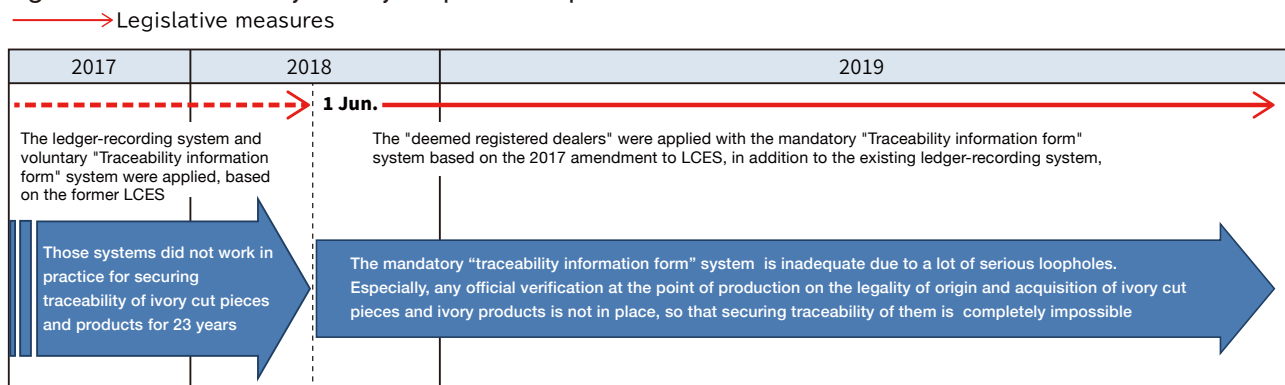 Legislative measures
2017
2018
2019
1 Jun.
The ledger-recording system and
voluntary "Traceability information
form" system were applied, based
on the former LCES
The "deemed registered dealers" were applied with the mandatory "Traceability information form"
system based on the 2017 amendment to LCES, in addition to the existing ledger-recording system,
Those systems did not work in
practice for securing
traceability of ivory cut pieces
and products for 23 years
The mandatory “traceability information form” system is inadequate due to a lot of serious loopholes.
Especially, any official verification at the point of production on the legality of origin and acquisition of ivory cut
pieces and ivory products is not in place, so that securing traceability of them is completely impossible